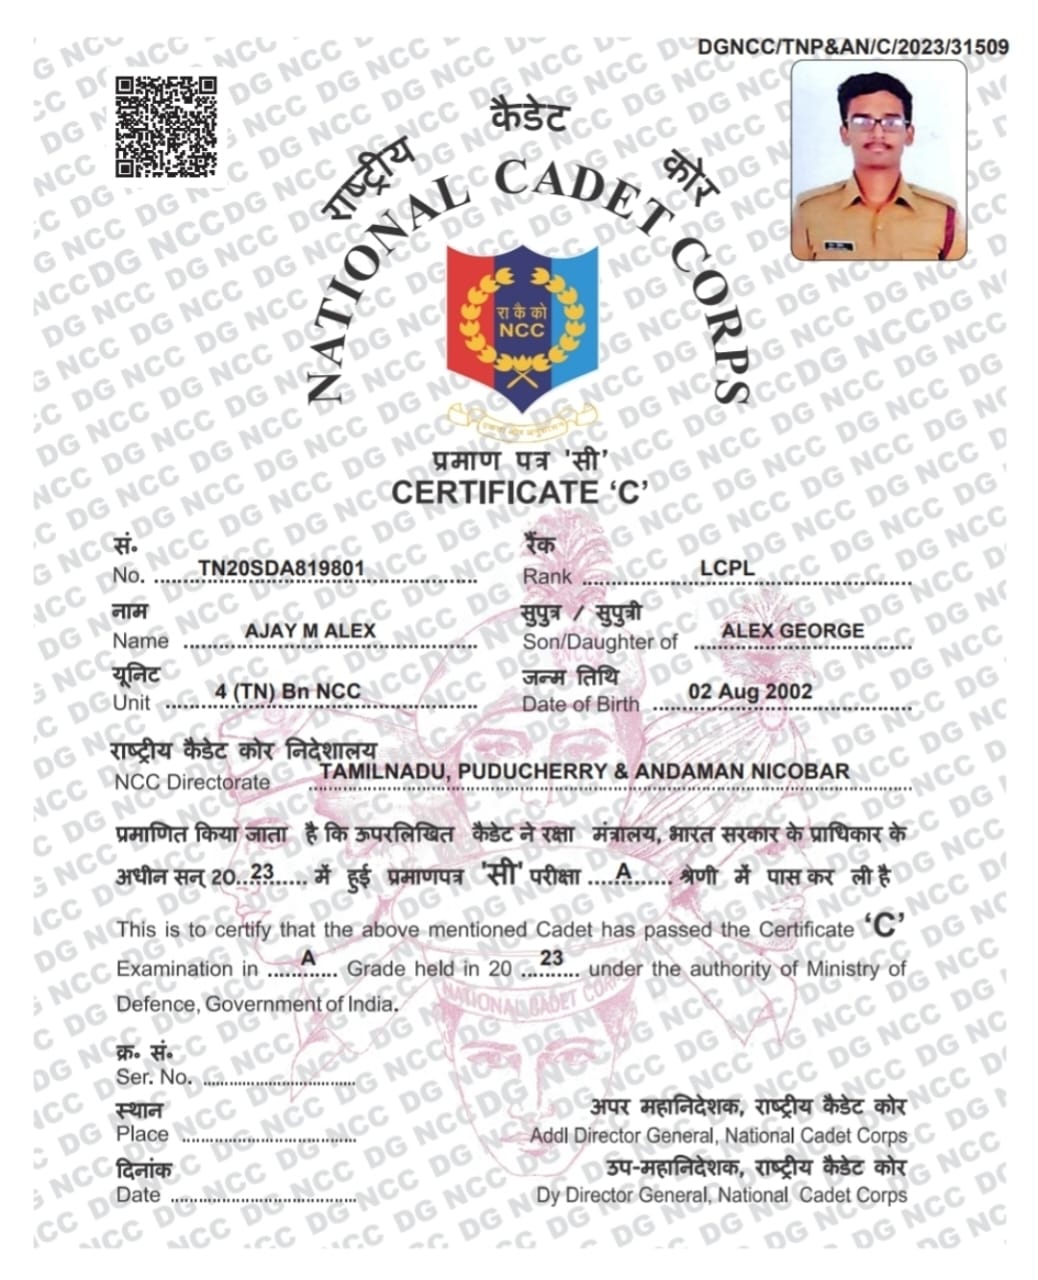 DGNCC/TNP&AN/C/2023/31509
राष्ट्रीय कैडेट कोर
NATIONAL CADET CORPS
रा कै को
NCC
एकता और अनुशासन
प्रमाण पत्र 'सी'
CERTIFICATE ‘C’
सं. रैंक
No. TN20SDA819801 Rank LCPL
नाम सुपुत्र / सुपुत्री
Name AJAY M ALEX Son/Daughter of ALEX GEORGE
यूनिट जन्म तिथि
Unit 4 (TN) Bn NCC Date of Birth 02 Aug 2002
राष्ट्रीय कैडेट कोर निदेशालय
NCC Directorate TAMILNADU, PUDUCHERRY & ANDAMAN NICOBAR
प्रमाणित किया जाता है कि ऊपरलिखित कैडेट ने रक्षा मंत्रालय, भारत सरकार के प्राधिकार के
अधीन सन् 20..23...... में हुई प्रमाणपत्र 'सी' परीक्षा .....A....... श्रेणी में पास कर ली है
This is to certify that the above mentioned Cadet has passed the Certificate ‘C’
Examination in ......A...... Grade held in 20 ...23....... under the authority of Ministry of
Defence, Government of India.
NATIONAL CADET CORPS
क्र. सं.
Ser. No. ................................
स्थान अपर महानिदेशक, राष्ट्रीय कैडेट कोर
Place ................................ Addl Director General, National Cadet Corps
दिनांक उप-महानिदेशक, राष्ट्रीय कैडेट कोर
Date ................................ Dy Director General, National Cadet Corps
DG NCC